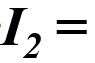 I₂ =